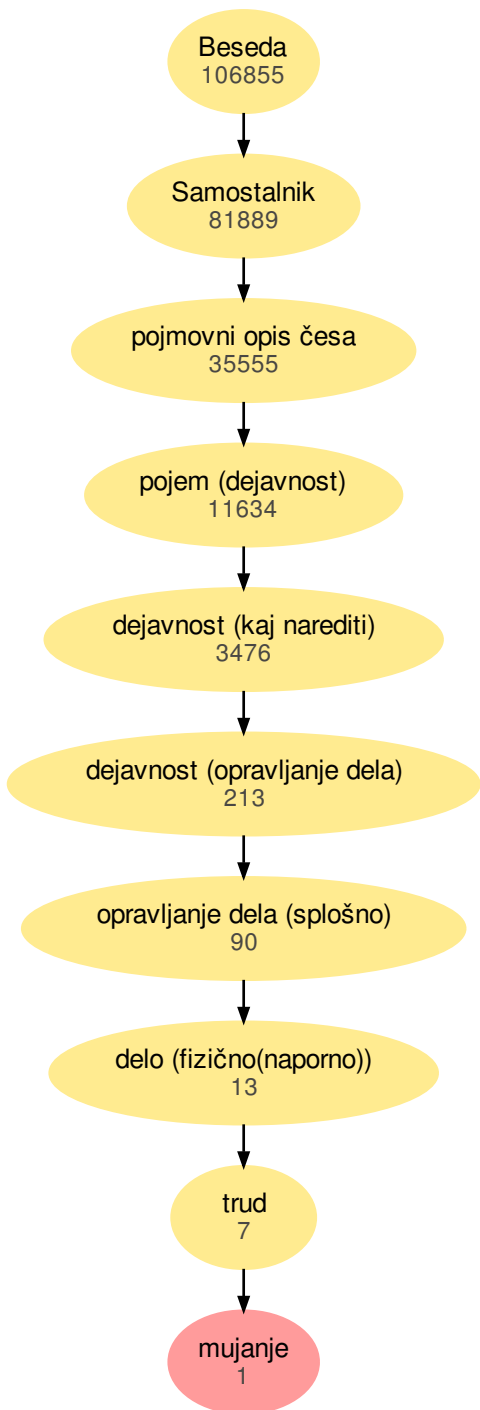 Beseda
106855
Samostalnik
81889
pojmovni opis česa
35555
pojem (dejavnost)
11634
dejavnost (kaj narediti)
3476
dejavnost (opravljanje dela)
213
opravljanje dela (splošno)
90
delo (fizično(naporno))
13
trud
7
mujanje
1